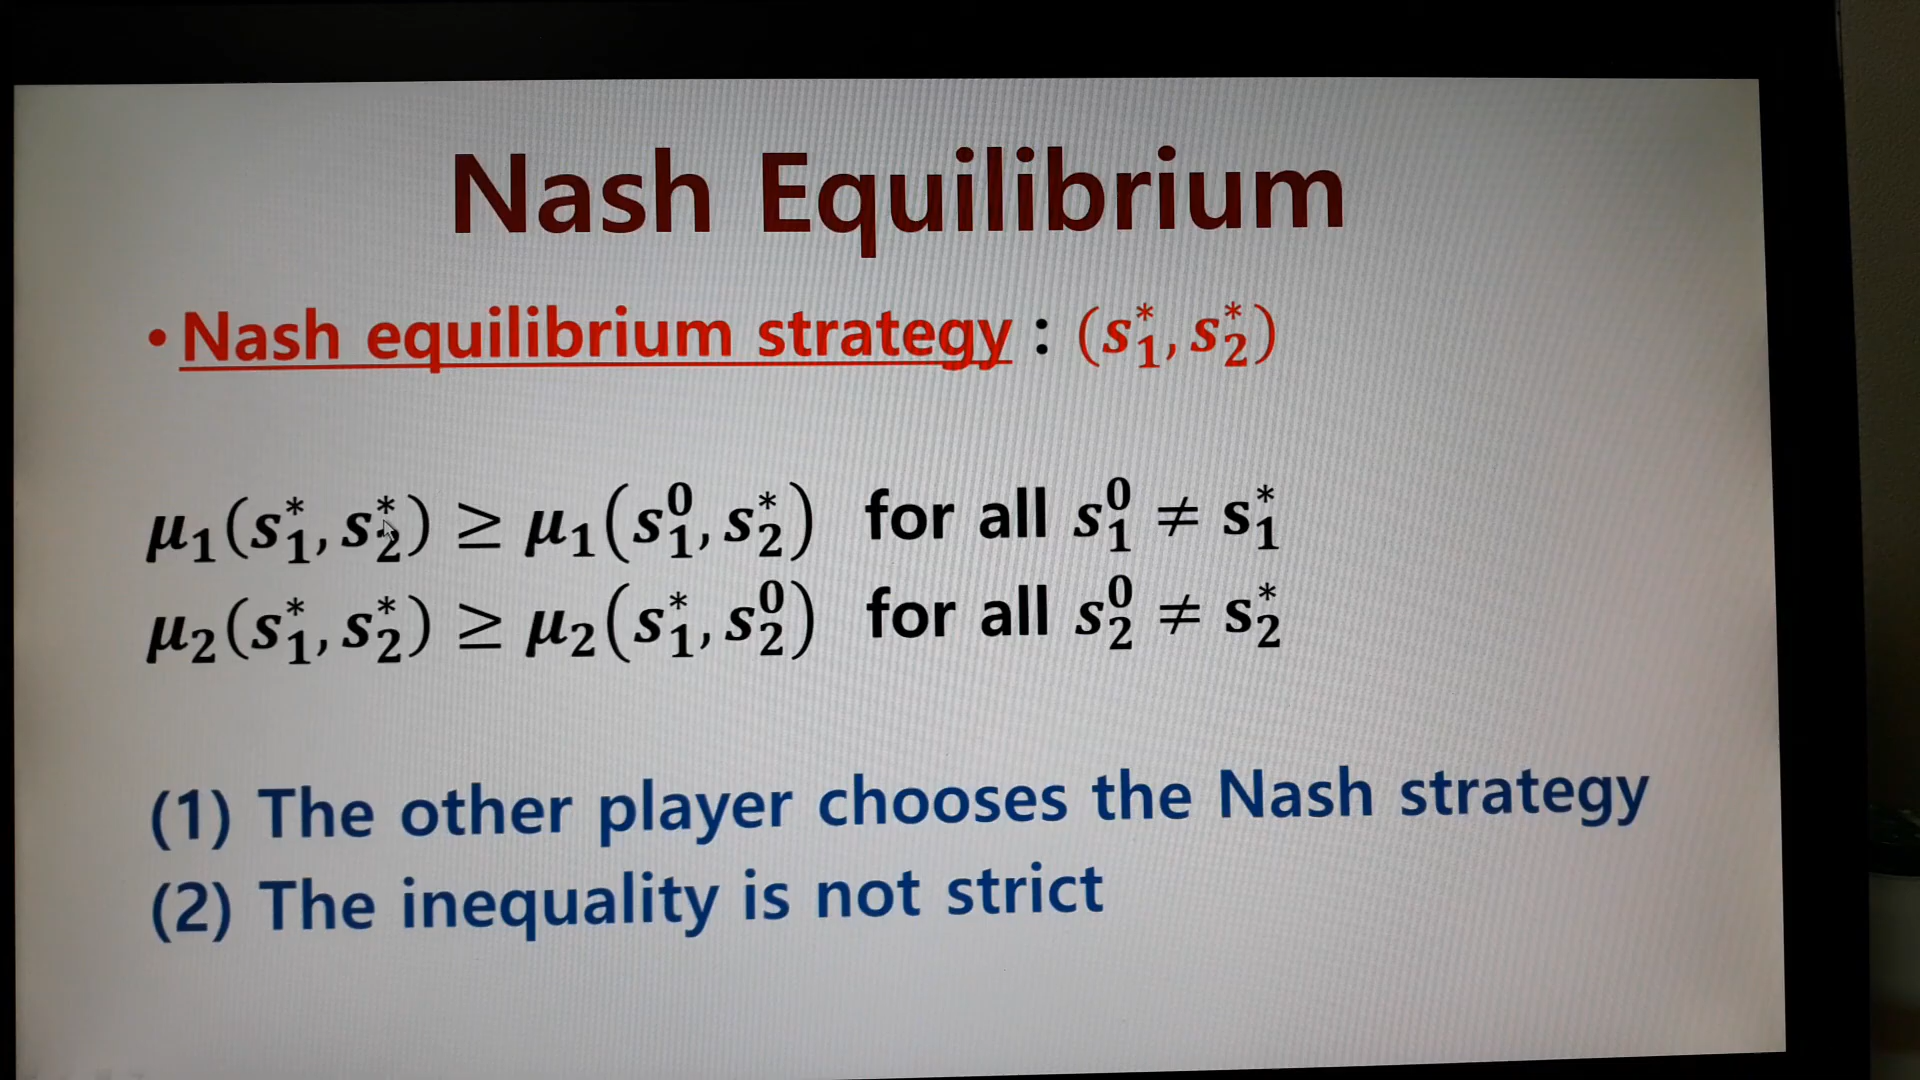 Nash Equilibrium
• Nash equilibrium strategy : (s₁*, s₂*)
μ₁(s₁*, s₂*) ≥ μ₁(s₁⁰, s₂*) for all s₁⁰ ≠ s₁*
μ₂(s₁*, s₂*) ≥ μ₂(s₁*, s₂⁰) for all s₂⁰ ≠ s₂*
(1) The other player chooses the Nash strategy
(2) The inequality is not strict